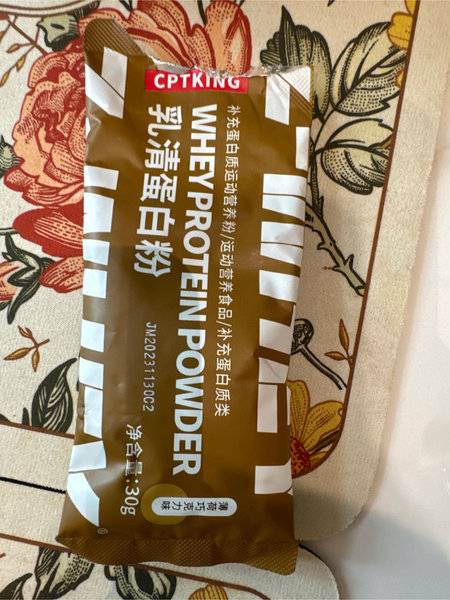 CPTKING
补充蛋白质运动营养粉/运动营养食品/补充蛋白质类
WHEY PROTEIN POWDER
乳清蛋白粉
JM20231130C2
净含量:30g
薄荷巧克力味
®